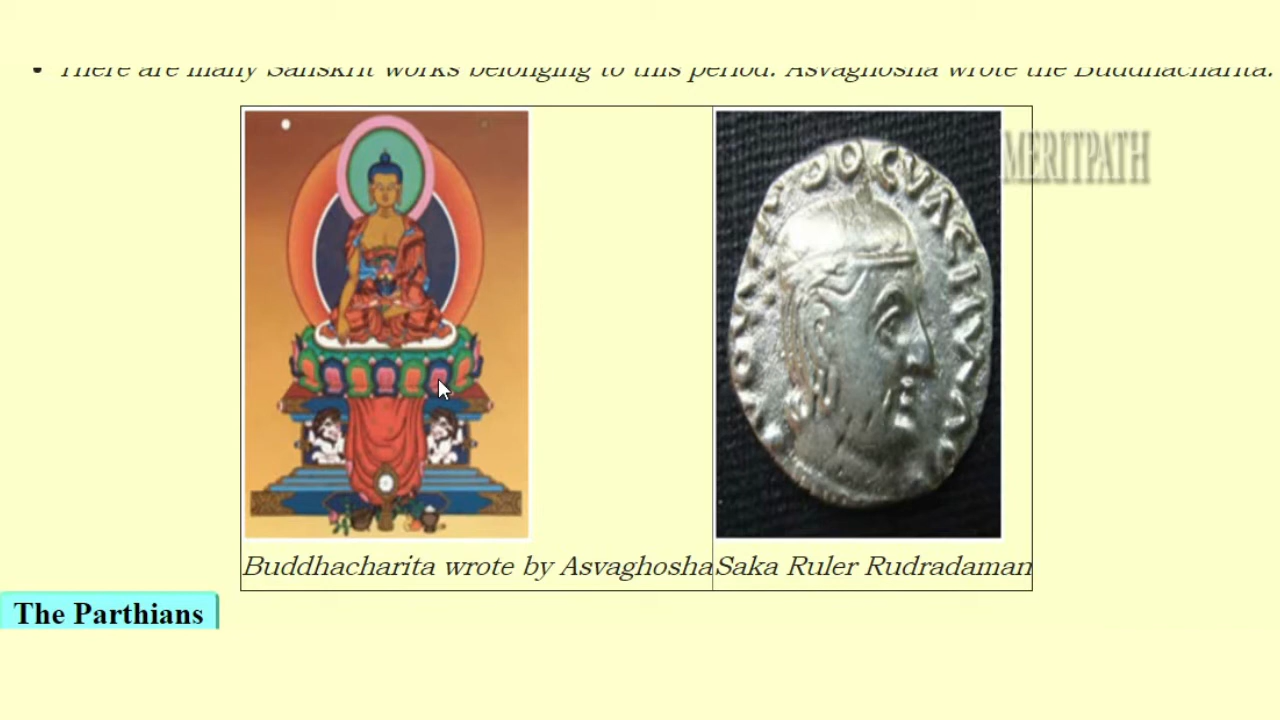 • There are many Sanskrit works belonging to this period. Asvaghosha wrote the Buddhacharita.
MERITPATH
Buddhacharita wrote by Asvaghosha
Saka Ruler Rudradaman
The Parthians